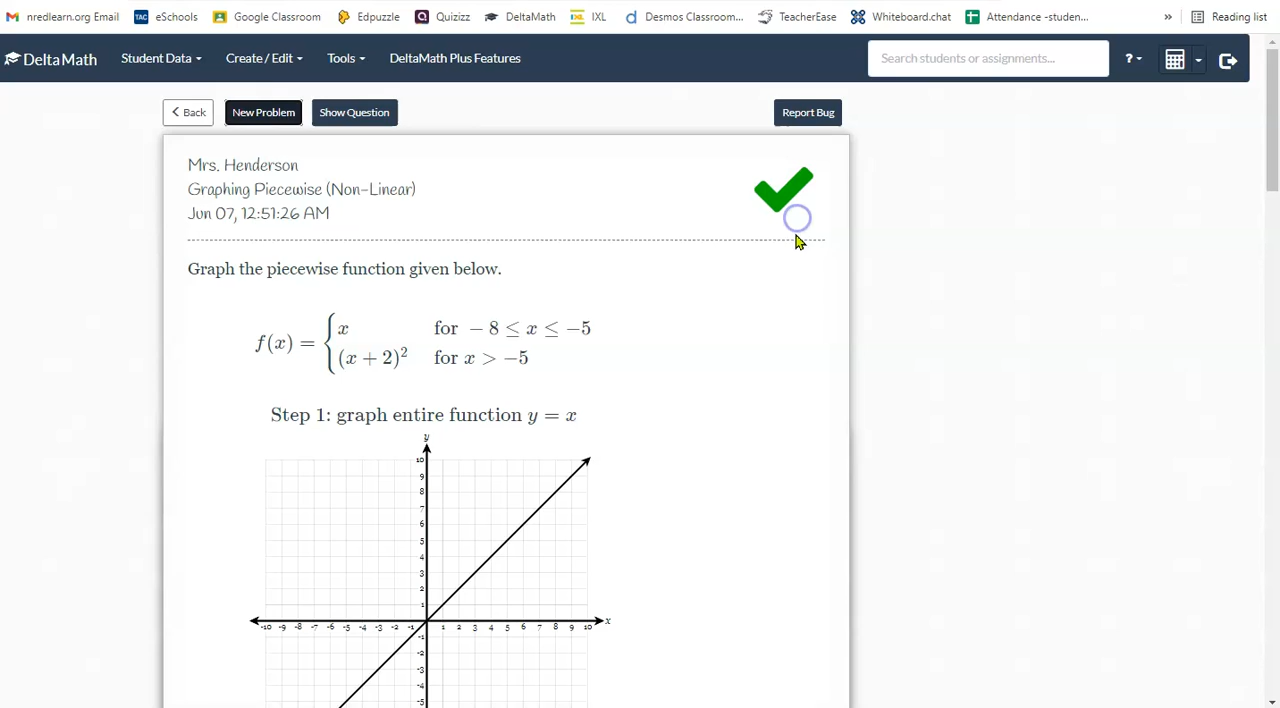 nredlearn.org Email eSchools Google Classroom Edpuzzle Quizizz DeltaMath IXL Desmos Classroom... TeacherEase Whiteboard.chat Attendance -studen... » Reading list
DeltaMath Student Data Create / Edit Tools DeltaMath Plus Features Search students or assignments... ?
Back New Problem Show Question Report Bug
Mrs. Henderson
Graphing Piecewise (Non-Linear)
Jun 07, 12:51:26 AM
Graph the piecewise function given below.
f(x) = { x for − 8 ≤ x ≤ −5
(x + 2)² for x > −5
Step 1: graph entire function y = x
y
10
9
8
7
6
5
4
3
2
1
-10 -9 -8 -7 -6 -5 -4 -3 -2 -1 1 2 3 4 5 6 7 8 9 10 x
-1
-2
-3
-4
-5